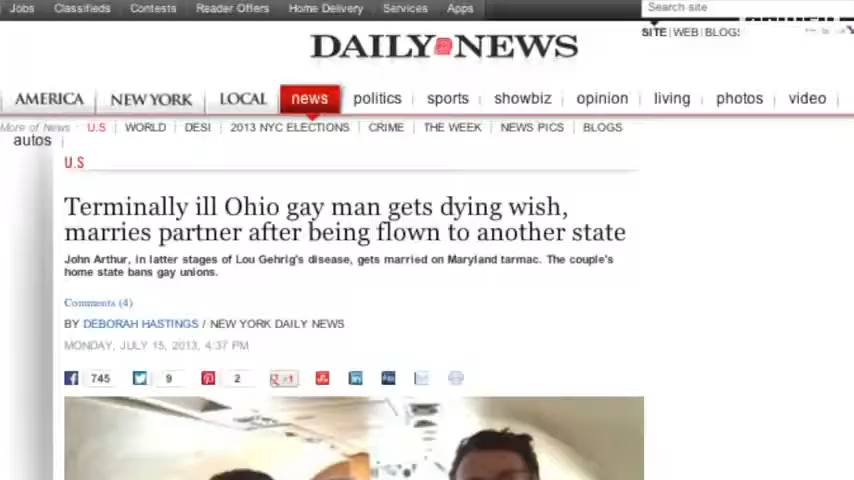 Jobs Classifieds Contests Reader Offers Home Delivery Services Apps Search site
SITE | WEB | BLOGS
DAILY NEWS
AMERICA NEW YORK LOCAL news politics sports showbiz opinion living photos video
More of News U.S WORLD DESI 2013 NYC ELECTIONS CRIME THE WEEK NEWS PICS BLOGS
autos
U.S
Terminally ill Ohio gay man gets dying wish,
marries partner after being flown to another state
John Arthur, in latter stages of Lou Gehrig's disease, gets married on Maryland tarmac. The couple's
home state bans gay unions.
Comments (4)
BY DEBORAH HASTINGS / NEW YORK DAILY NEWS
MONDAY, JULY 15, 2013, 4:37 PM
745 9 2 +1